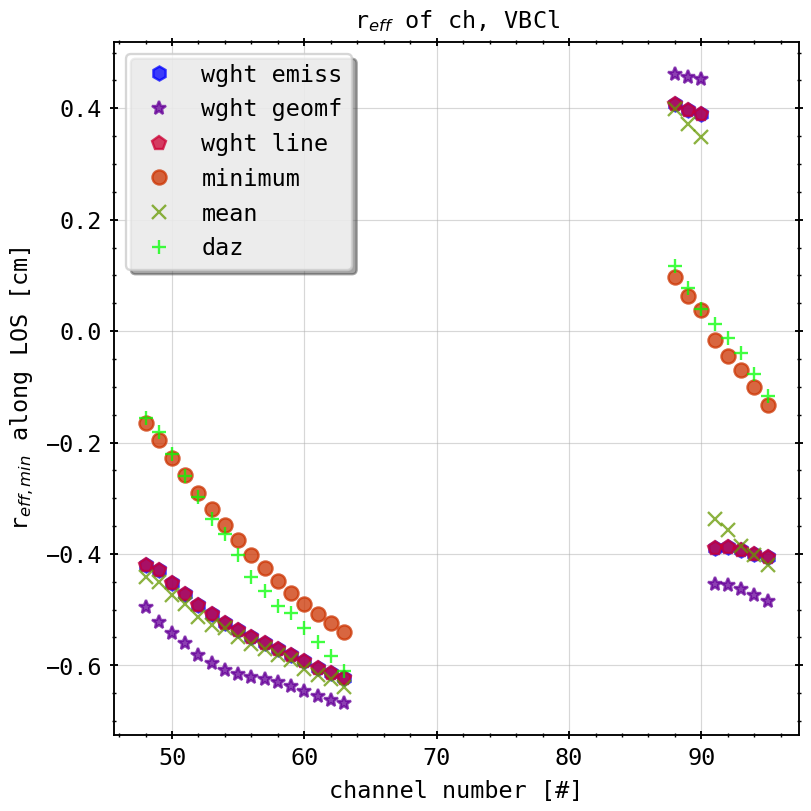 r_eff of ch, VBCl
wght emiss
wght geomf
wght line
minimum
mean
daz
r_eff,min along LOS [cm]
0.4
0.2
0.0
−0.2
−0.4
−0.6
50 60 70 80 90
channel number [#]